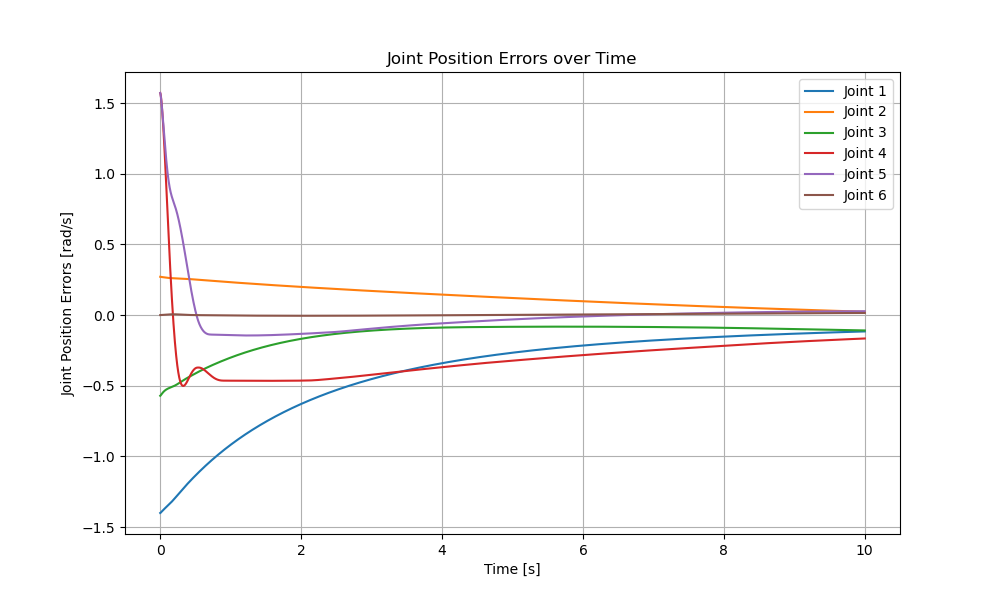 Joint Position Errors over Time
Joint Position Errors [rad/s]
1.5
1.0
0.5
0.0
−0.5
−1.0
−1.5
0 2 4 6 8 10
Time [s]
Joint 1
Joint 2
Joint 3
Joint 4
Joint 5
Joint 6